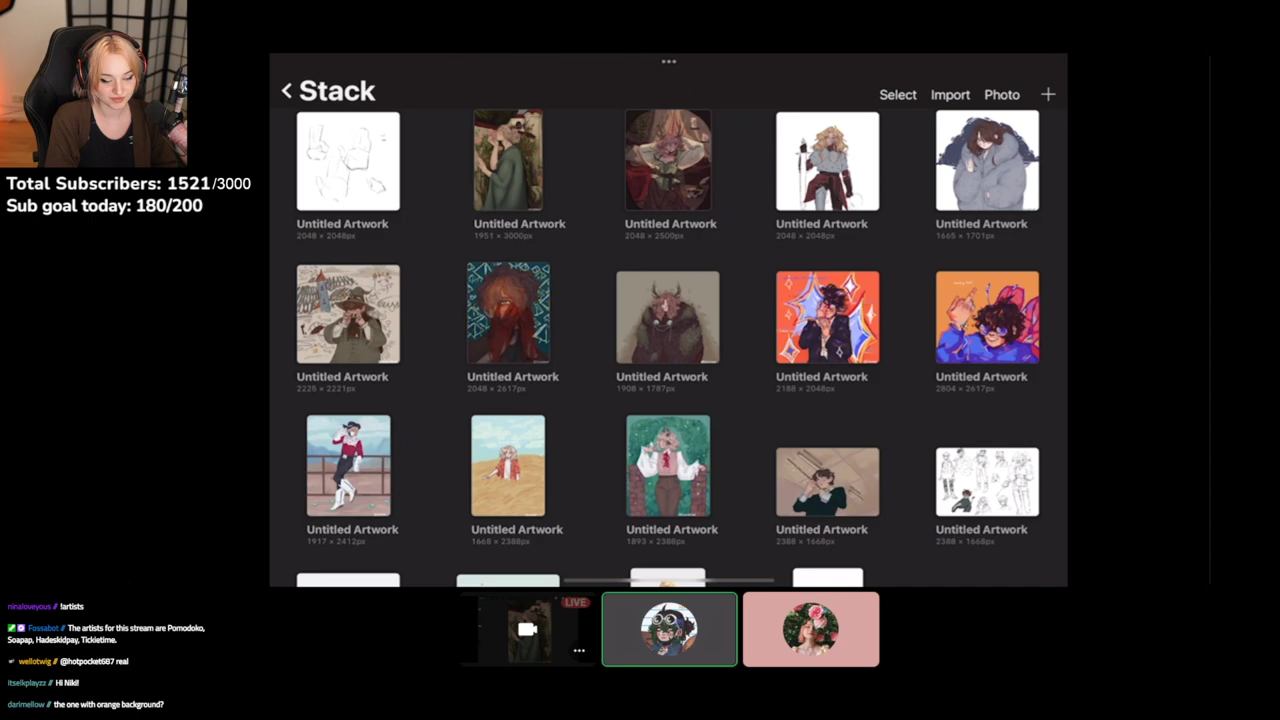 Total Subscribers: 1521/3000
Sub goal today: 180/200
Stack
Select Import Photo
Untitled Artwork
2048 × 2048px
Untitled Artwork
1951 × 3000px
Untitled Artwork
2048 × 2500px
Untitled Artwork
2048 × 2048px
Untitled Artwork
1665 × 1701px
Untitled Artwork
2225 × 2221px
Untitled Artwork
2048 × 2617px
Untitled Artwork
1908 × 1787px
Untitled Artwork
2188 × 2048px
Untitled Artwork
2804 × 2617px
Untitled Artwork
1917 × 2412px
Untitled Artwork
1668 × 2388px
Untitled Artwork
1893 × 2388px
Untitled Artwork
2388 × 1668px
Untitled Artwork
2388 × 1668px
LIVE
ninaloveyous // !artists
Fossabot // The artists for this stream are Pomodoko,
Soapap, Hadeskidpay, Tickietime.
wellotwig // @hotpocket687 real
itselkplayzz // Hi Niki!
darimellow // the one with orange background?